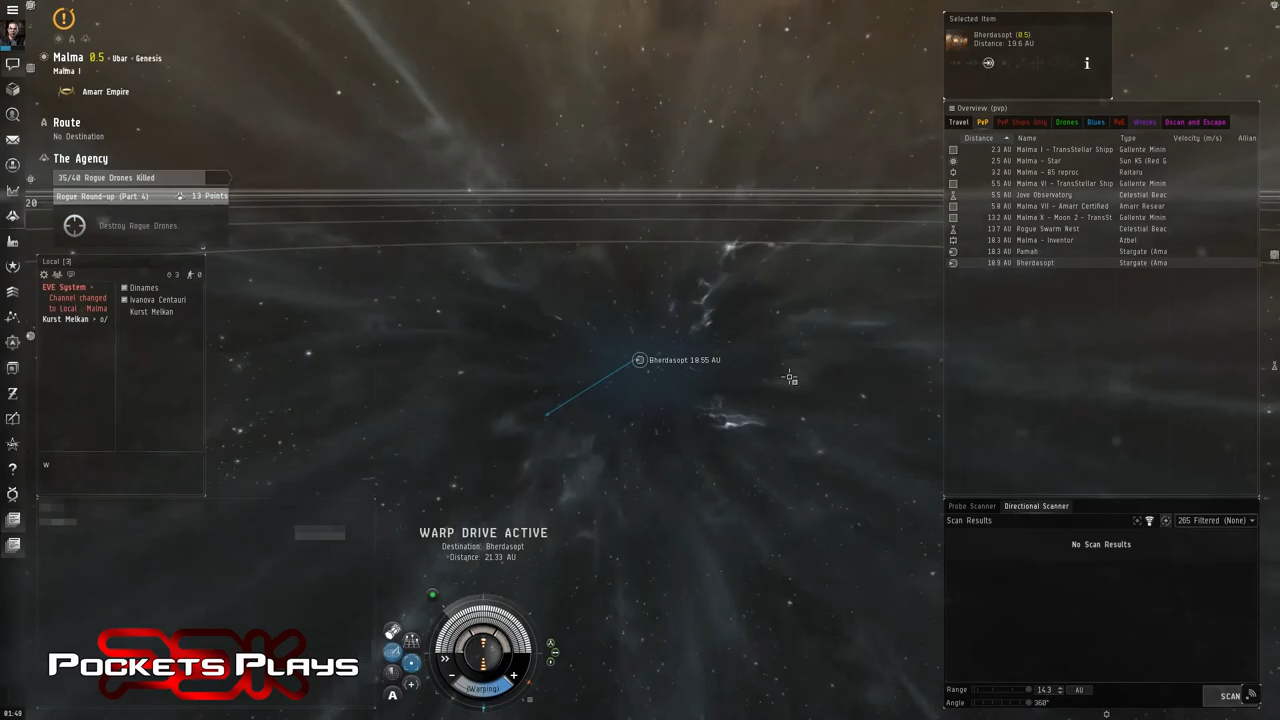 Malma 0.5 · Ubar · Genesis
Malma I
Amarr Empire
Route
No Destination
The Agency
35/40 Rogue Drones Killed
Rogue Round-up (Part 4) 13 Points
Destroy Rogue Drones.
20
Local [3]
3 0
EVE System >
Channel changed
to Local : Malma
Kurst Melkan > o/
Dinames
Ivanova Centauri
Kurst Melkan
w
Bherdasopt 18.55 AU
WARP DRIVE ACTIVE
Destination: Bherdasopt
Distance: 21.33 AU
(Warping)
POCKETS PLAYS
01:49
Selected Item
Bherdasopt (0.5)
Distance: 19.6 AU
Overview (pvp)
Travel PvP PvP Ships Only Drones Blues PvE Wrecks Dscan and Escape
Distance Name Type Velocity (m/s) Allian
2.3 AU Malma I - TransStellar Shipp Gallente Minin
2.5 AU Malma - Star Sun K5 (Red G
3.2 AU Malma - B5 reproc Raitaru
5.5 AU Malma VI - TransStellar Ship Gallente Minin
5.5 AU Jove Observatory Celestial Beac
5.8 AU Malma VII - Amarr Certified Amarr Resear
13.2 AU Malma X - Moon 2 - TransSt Gallente Minin
13.7 AU Rogue Swarm Nest Celestial Beac
18.3 AU Malma - Inventor Azbel
18.3 AU Pamah Stargate (Ama
18.9 AU Bherdasopt Stargate (Ama
Probe Scanner Directional Scanner
Scan Results 265 Filtered (None)
No Scan Results
Range 14.3 AU
Angle 360°
SCAN